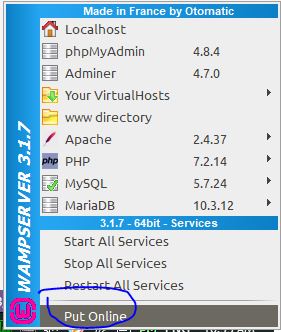 Made in France by Otomatic
Localhost
phpMyAdmin 4.8.4
Adminer 4.7.0
Your VirtualHosts
www directory
Apache 2.4.37
php PHP 7.2.14
MySQL 5.7.24
MariaDB 10.3.12
3.1.7 - 64bit - Services
Start All Services
Stop All Services
Restart All Services
Put Online
WAMPSERVER 3.1.7